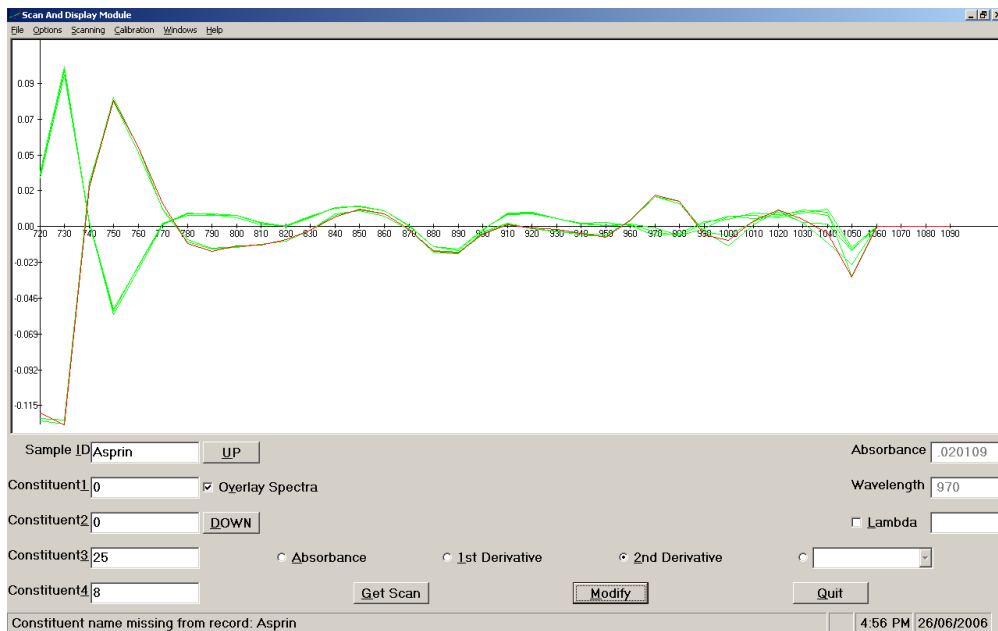 Scan And Display Module
File Options Scanning Calibration Windows Help
0.09
0.07
0.05
0.02
0.00
720 730 740 750 760 770 780 790 800 810 820 830 840 850 860 870 880 890 900 910 920 930 940 950 960 970 980 990 1000 1010 1020 1030 1040 1050 1060 1070 1080 1090
-0.023
-0.046
-0.069
-0.092
-0.115
Sample ID Asprin UP Absorbance .020109
Constituent1 0 Overlay Spectra Wavelength 970
Constituent2 0 DOWN Lambda
Constituent3 25 Absorbance 1st Derivative 2nd Derivative
Constituent4 8 Get Scan Modify Quit
Constituent name missing from record: Asprin 4:56 PM 26/06/2006